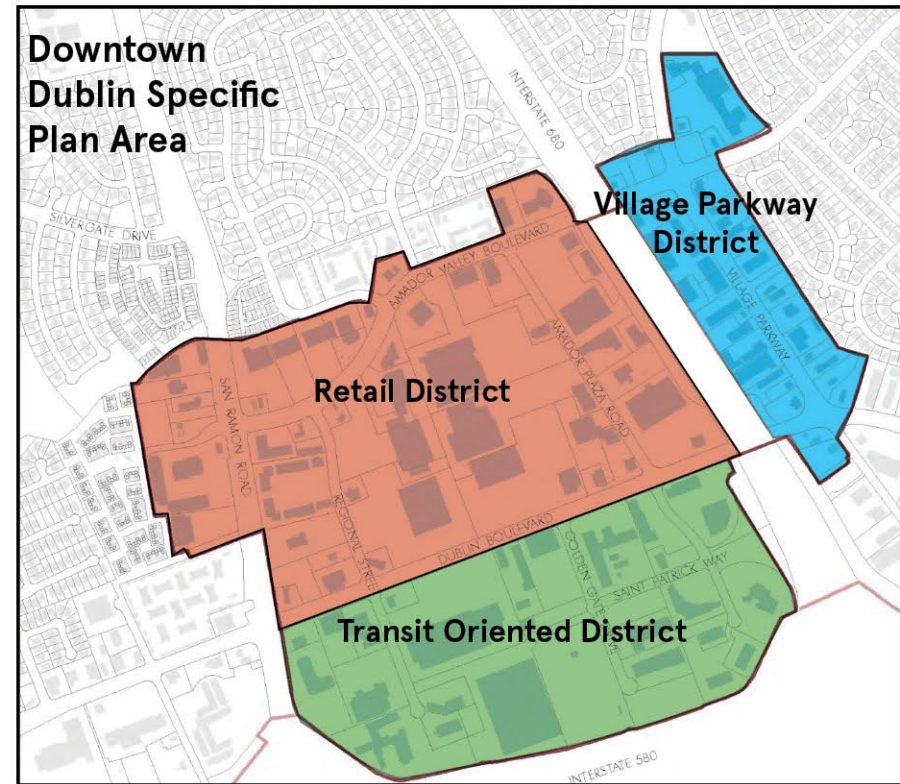 Downtown
Dublin Specific
Plan Area
INTERSTATE 680
Village Parkway
District
SILVERGATE DRIVE
AMADOR VALLEY BOULEVARD
VILLAGE PARKWAY
Retail District
AMADOR PLAZA ROAD
SAN RAMON ROAD
REGIONAL STREET
DUBLIN BOULEVARD
GOLDEN GATE DRIVE
SAINT PATRICK WAY
Transit Oriented District
INTERSTATE 580